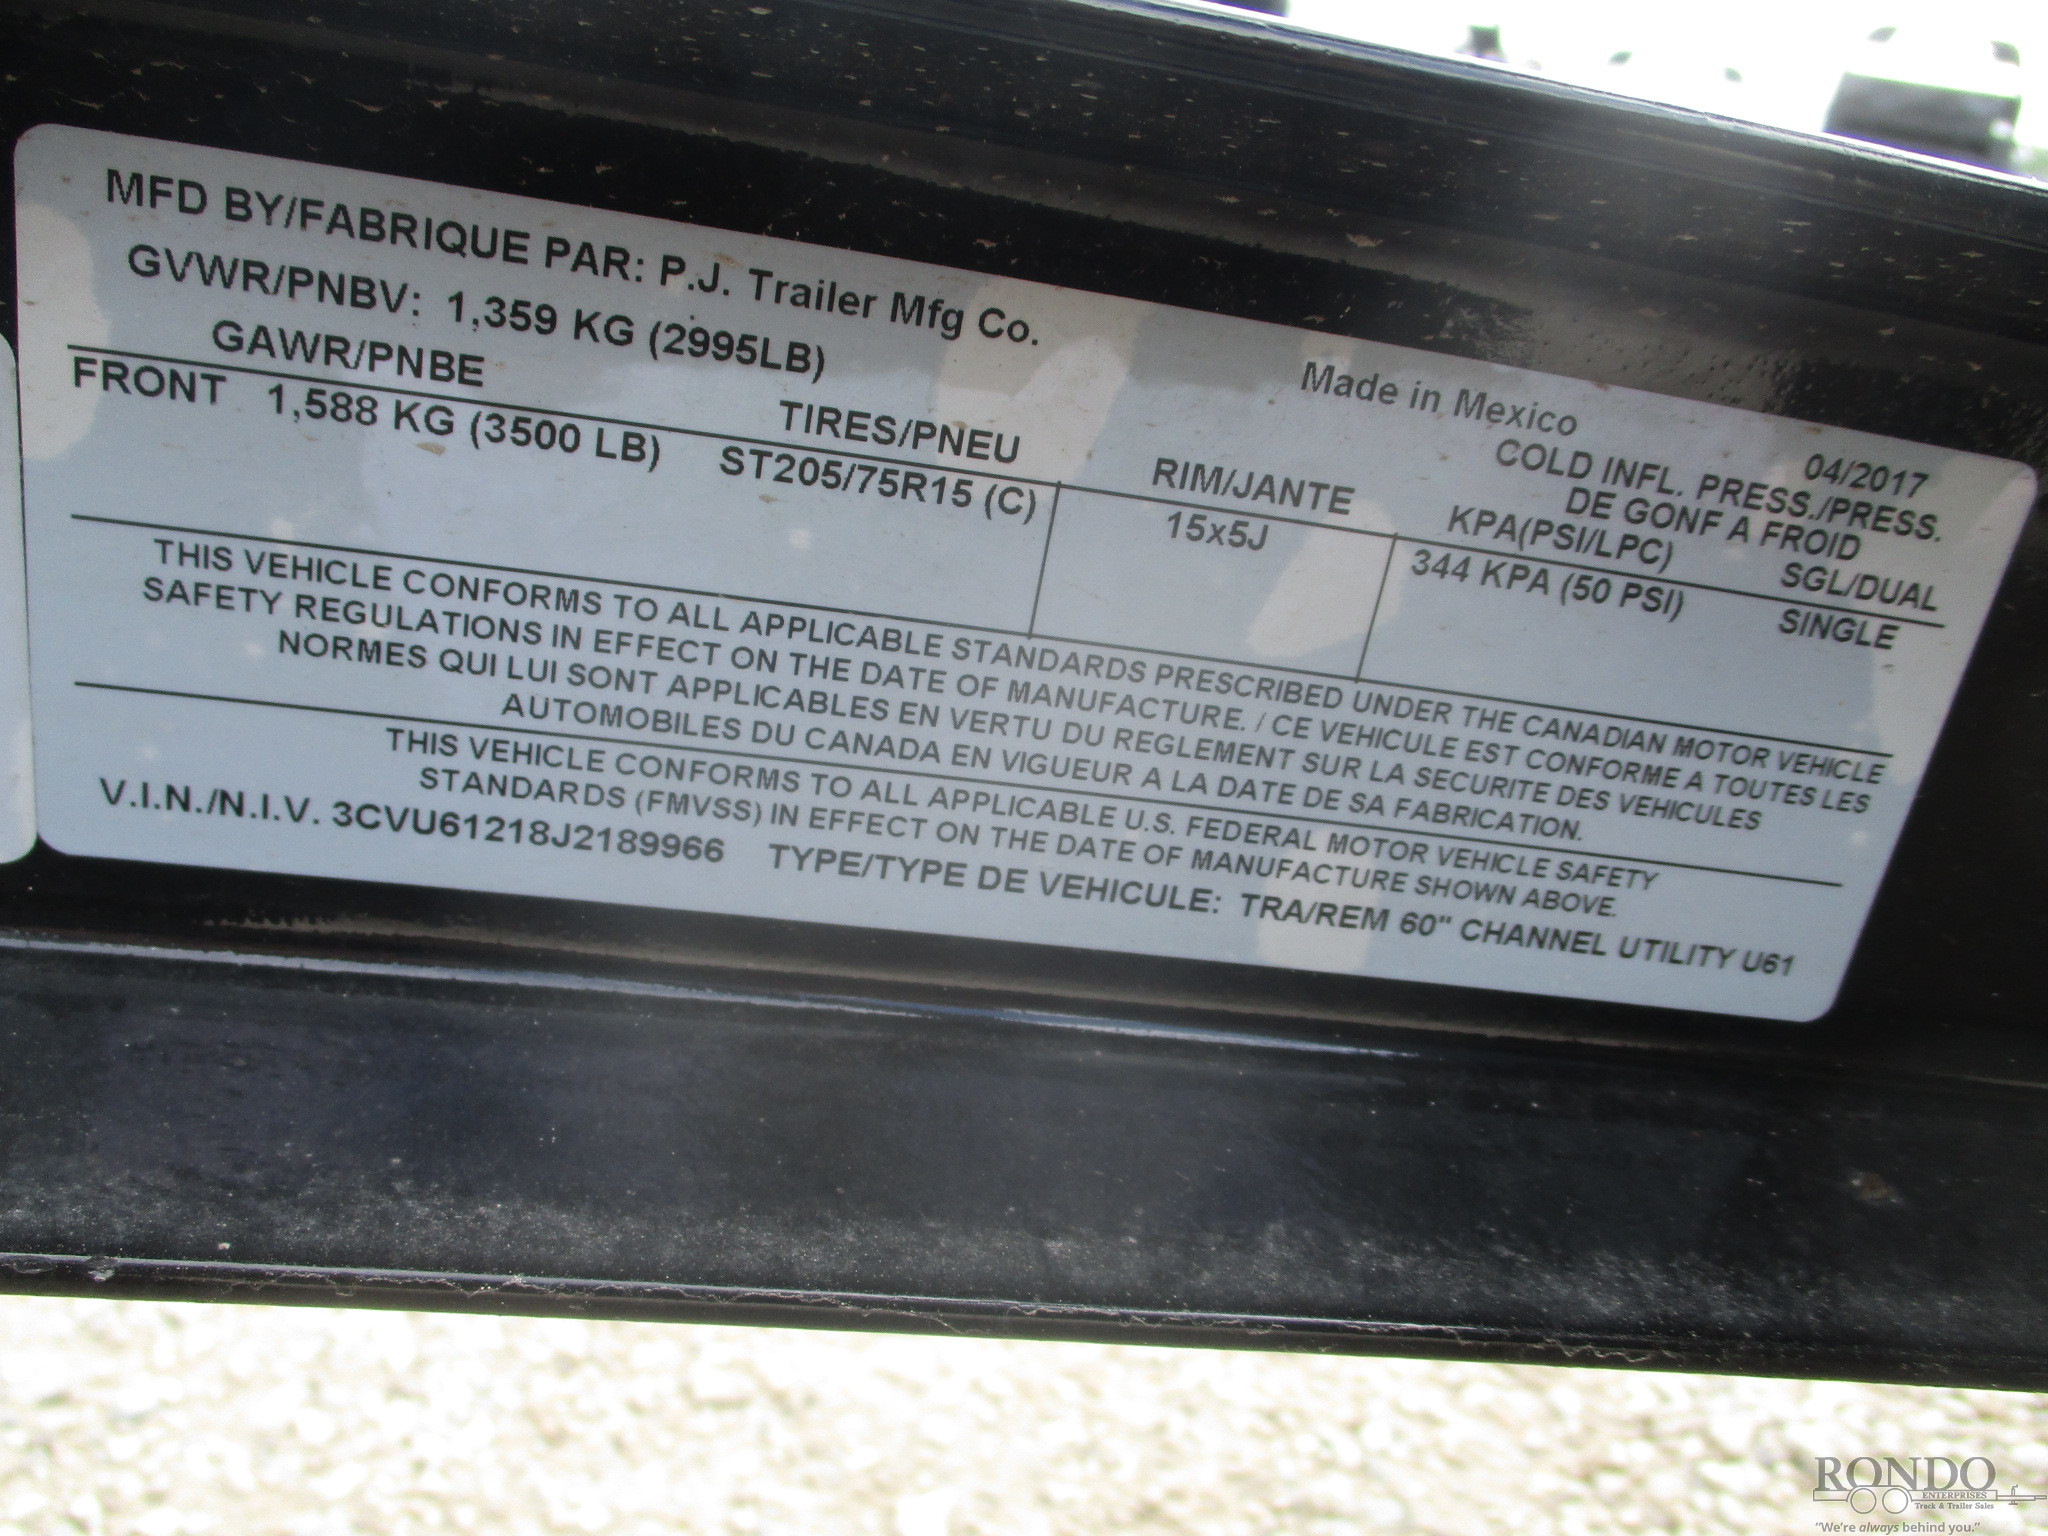 MFD BY/FABRIQUE PAR: P.J. Trailer Mfg Co.
GVWR/PNBV: 1,359 KG (2995LB) Made in Mexico 04/2017
GAWR/PNBE TIRES/PNEU RIM/JANTE COLD INFL. PRESS./PRESS.
DE GONF A FROID
KPA(PSI/LPC) SGL/DUAL
FRONT 1,588 KG (3500 LB) ST205/75R15 (C) 15x5J 344 KPA (50 PSI) SINGLE
THIS VEHICLE CONFORMS TO ALL APPLICABLE STANDARDS PRESCRIBED UNDER THE CANADIAN MOTOR VEHICLE
SAFETY REGULATIONS IN EFFECT ON THE DATE OF MANUFACTURE. / CE VEHICULE EST CONFORME A TOUTES LES
NORMES QUI LUI SONT APPLICABLES EN VERTU DU REGLEMENT SUR LA SECURITE DES VEHICULES
AUTOMOBILES DU CANADA EN VIGUEUR A LA DATE DE SA FABRICATION.
THIS VEHICLE CONFORMS TO ALL APPLICABLE U.S. FEDERAL MOTOR VEHICLE SAFETY
STANDARDS (FMVSS) IN EFFECT ON THE DATE OF MANUFACTURE SHOWN ABOVE.
V.I.N./N.I.V. 3CVU61218J2189966 TYPE/TYPE DE VEHICULE: TRA/REM 60" CHANNEL UTILITY U61
RONDO
ENTERPRISES
Truck & Trailer Sales
"We're always behind you."